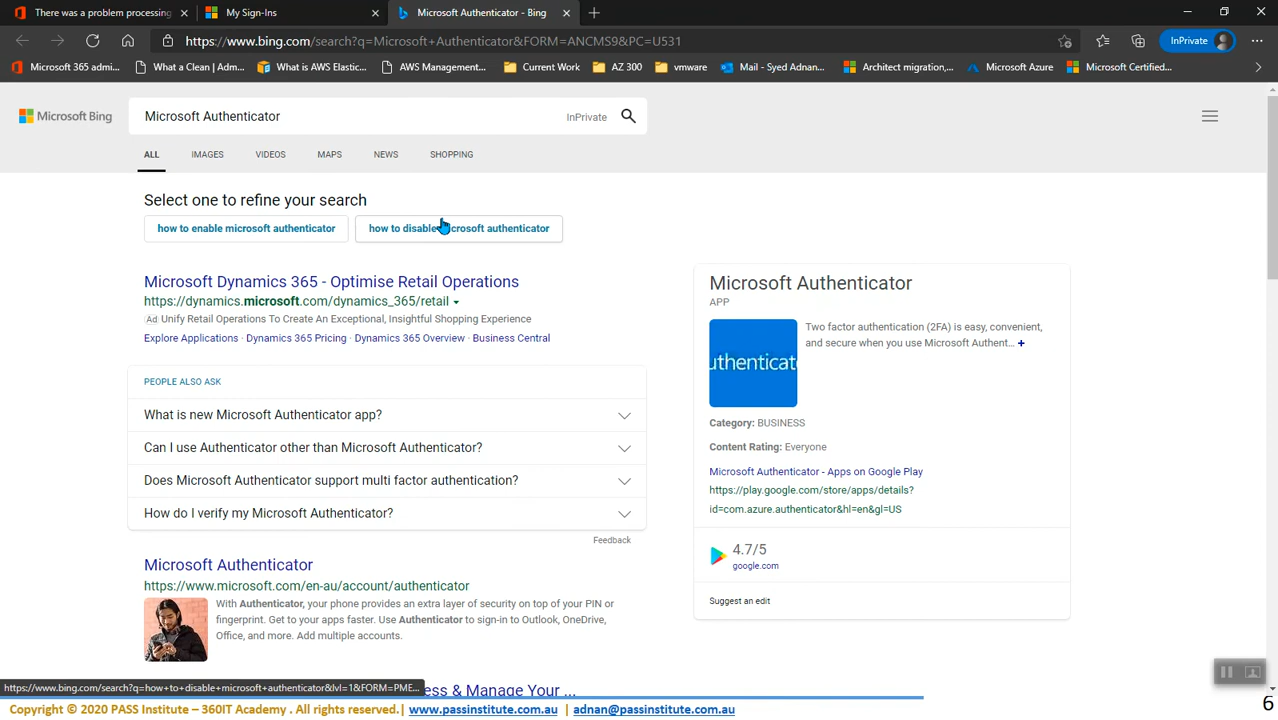 There was a problem processing
My Sign-Ins
Microsoft Authenticator - Bing
https://www.bing.com/search?q=Microsoft+Authenticator&FORM=ANCMS9&PC=U531
InPrivate
Microsoft 365 admi...
What a Clean | Adm...
What is AWS Elastic...
AWS Management...
Current Work
AZ 300
vmware
Mail - Syed Adnan...
Architect migration,...
Microsoft Azure
Microsoft Certified...
Microsoft Bing
Microsoft Authenticator
InPrivate
ALL
IMAGES
VIDEOS
MAPS
NEWS
SHOPPING
Select one to refine your search
how to enable microsoft authenticator
how to disable microsoft authenticator
Microsoft Dynamics 365 - Optimise Retail Operations
https://dynamics.microsoft.com/dynamics_365/retail
Ad Unify Retail Operations To Create An Exceptional, Insightful Shopping Experience
Explore Applications · Dynamics 365 Pricing · Dynamics 365 Overview · Business Central
PEOPLE ALSO ASK
What is new Microsoft Authenticator app?
Can I use Authenticator other than Microsoft Authenticator?
Does Microsoft Authenticator support multi factor authentication?
How do I verify my Microsoft Authenticator?
Feedback
Microsoft Authenticator
https://www.microsoft.com/en-au/account/authenticator
With Authenticator, your phone provides an extra layer of security on top of your PIN or
fingerprint. Get to your apps faster. Use Authenticator to sign-in to Outlook, OneDrive,
Office, and more. Add multiple accounts.
Microsoft Authenticator
APP
uthenticat
Two factor authentication (2FA) is easy, convenient,
and secure when you use Microsoft Authent... +
Category: BUSINESS
Content Rating: Everyone
Microsoft Authenticator - Apps on Google Play
https://play.google.com/store/apps/details?
id=com.azure.authenticator&hl=en&gl=US
4.7/5
google.com
Suggest an edit
https://www.bing.com/search?q=how+to+disable+microsoft+authenticator&lvl=1&FORM=PME...
ess & Manage Your ...
Copyright © 2020 PASS Institute – 360IT Academy . All rights reserved.| www.passinstitute.com.au | adnan@passinstitute.com.au
6